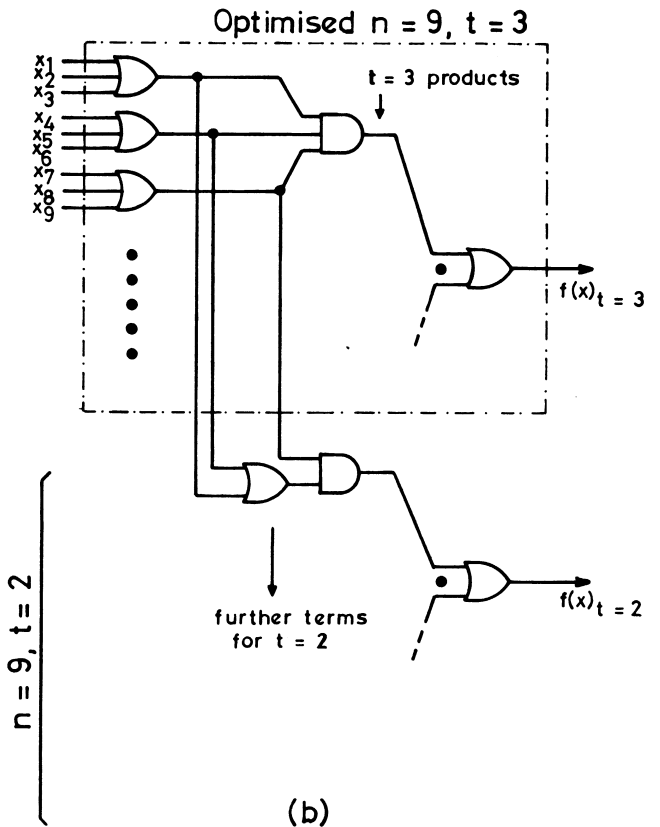 Optimised n = 9, t = 3
x1
x2
x3
x4
x5
x6
x7
x8
x9
t = 3 products
f(x)t = 3
further terms
for t = 2
f(x)t = 2
n = 9, t = 2
(b)